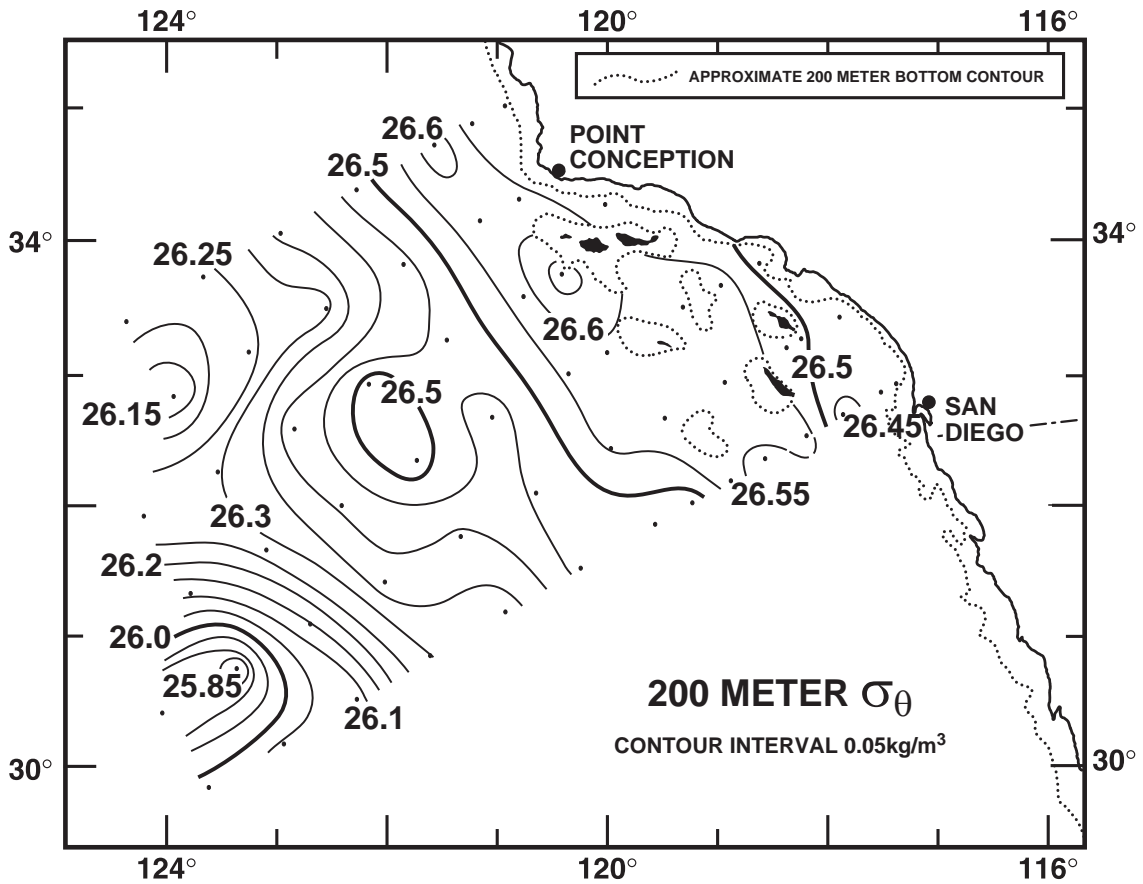 124° 120° 116°
APPROXIMATE 200 METER BOTTOM CONTOUR
26.6
POINT
CONCEPTION
26.5
34° 34°
26.25
26.6
26.5
26.5
26.15
26.45
SAN
DIEGO
26.55
26.3
26.2
26.0
25.85
26.1
200 METER σθ
CONTOUR INTERVAL 0.05kg/m³
30° 30°
124° 120° 116°